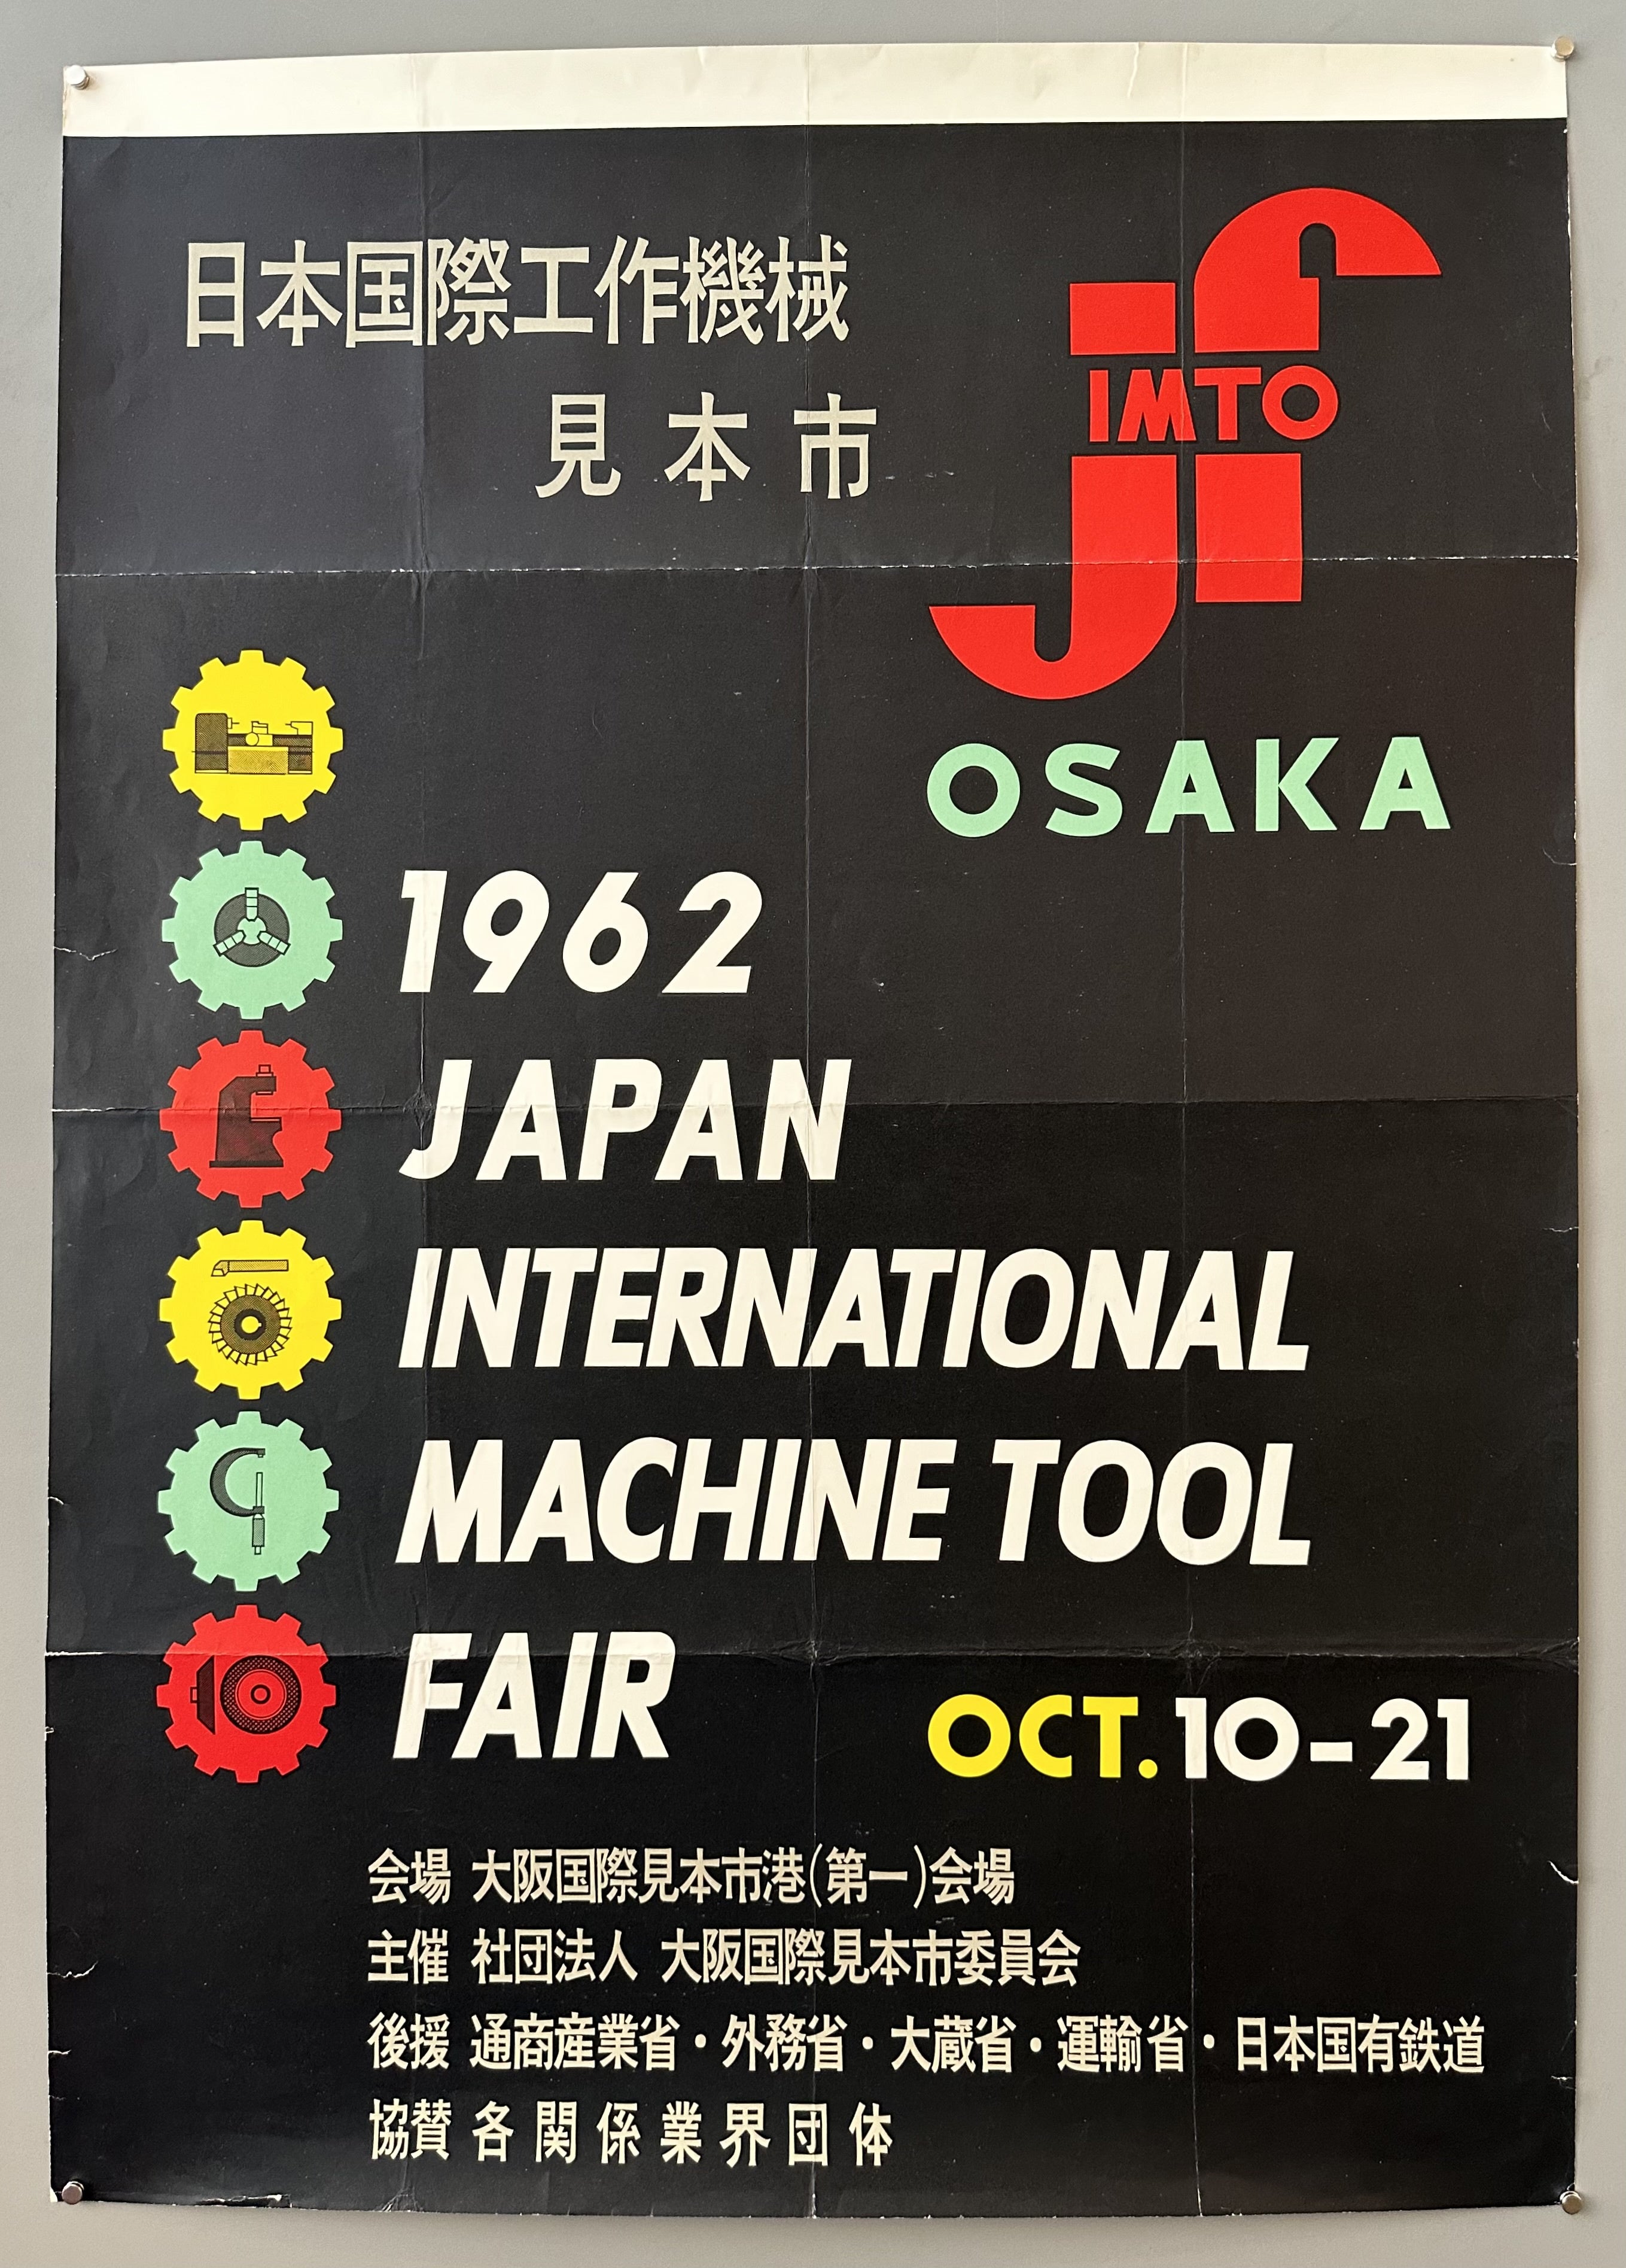 日本国際工作機械
見本市
jf
IMTO
OSAKA
1962
JAPAN
INTERNATIONAL
MACHINE TOOL
FAIR
OCT. 10-21
会場 大阪国際見本市港(第一)会場
主催 社団法人 大阪国際見本市委員会
後援 通商産業省・外務省・大蔵省・運輸省・日本国有鉄道
協賛 各関係業界団体